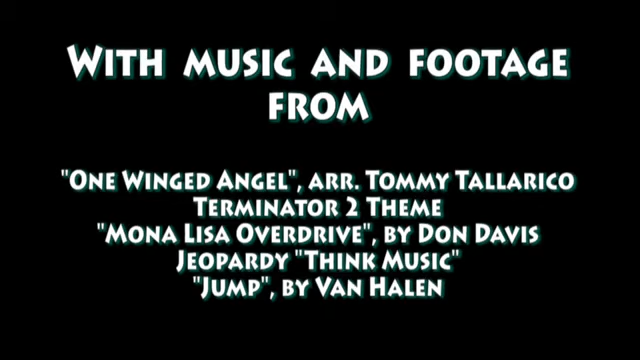 With music and footage
from
"One Winged Angel", arr. Tommy Tallarico
Terminator 2 Theme
"Mona Lisa Overdrive", by Don Davis
Jeopardy "Think Music"
"Jump", by Van Halen